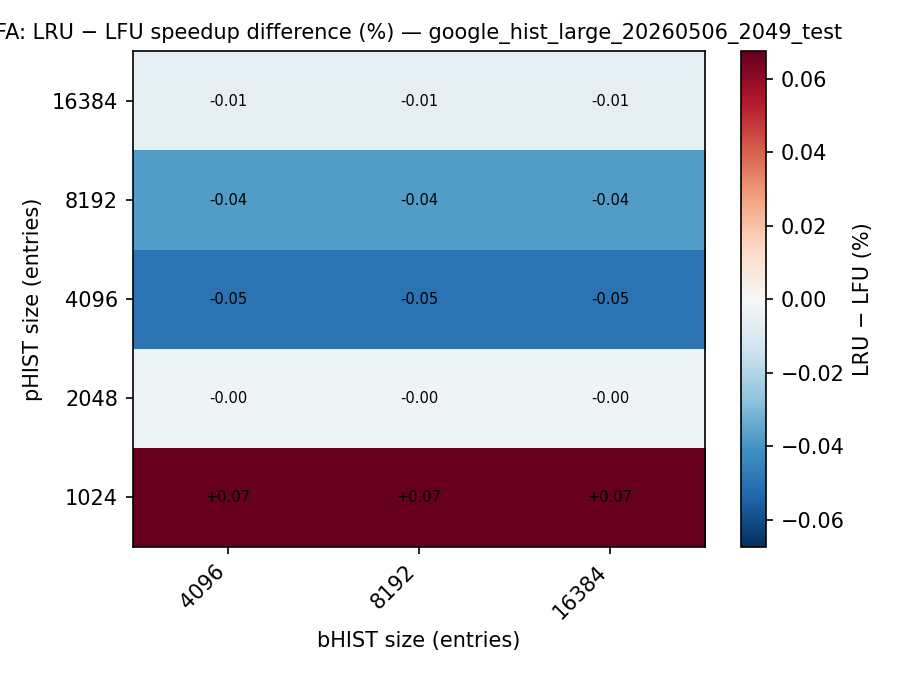 FA: LRU − LFU speedup difference (%) — google_hist_large_20260506_2049_test
16384
-0.01 -0.01 -0.01
8192
-0.04 -0.04 -0.04
4096
-0.05 -0.05 -0.05
2048
-0.00 -0.00 -0.00
1024
+0.07 +0.07 +0.07
pHIST size (entries)
4096 8192 16384
bHIST size (entries)
0.06
0.04
0.02
0.00
−0.02
−0.04
−0.06
LRU − LFU (%)